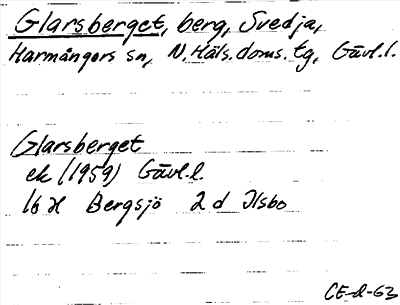 Glarsberget, berg, Svedja,
Harmångers sn, N. Häls. doms. tg, Gävl. l.
Glarsberget
ek (1959) Gävl. l.
16 H Bergsjö 2 d Ilsbo
CE-d-63